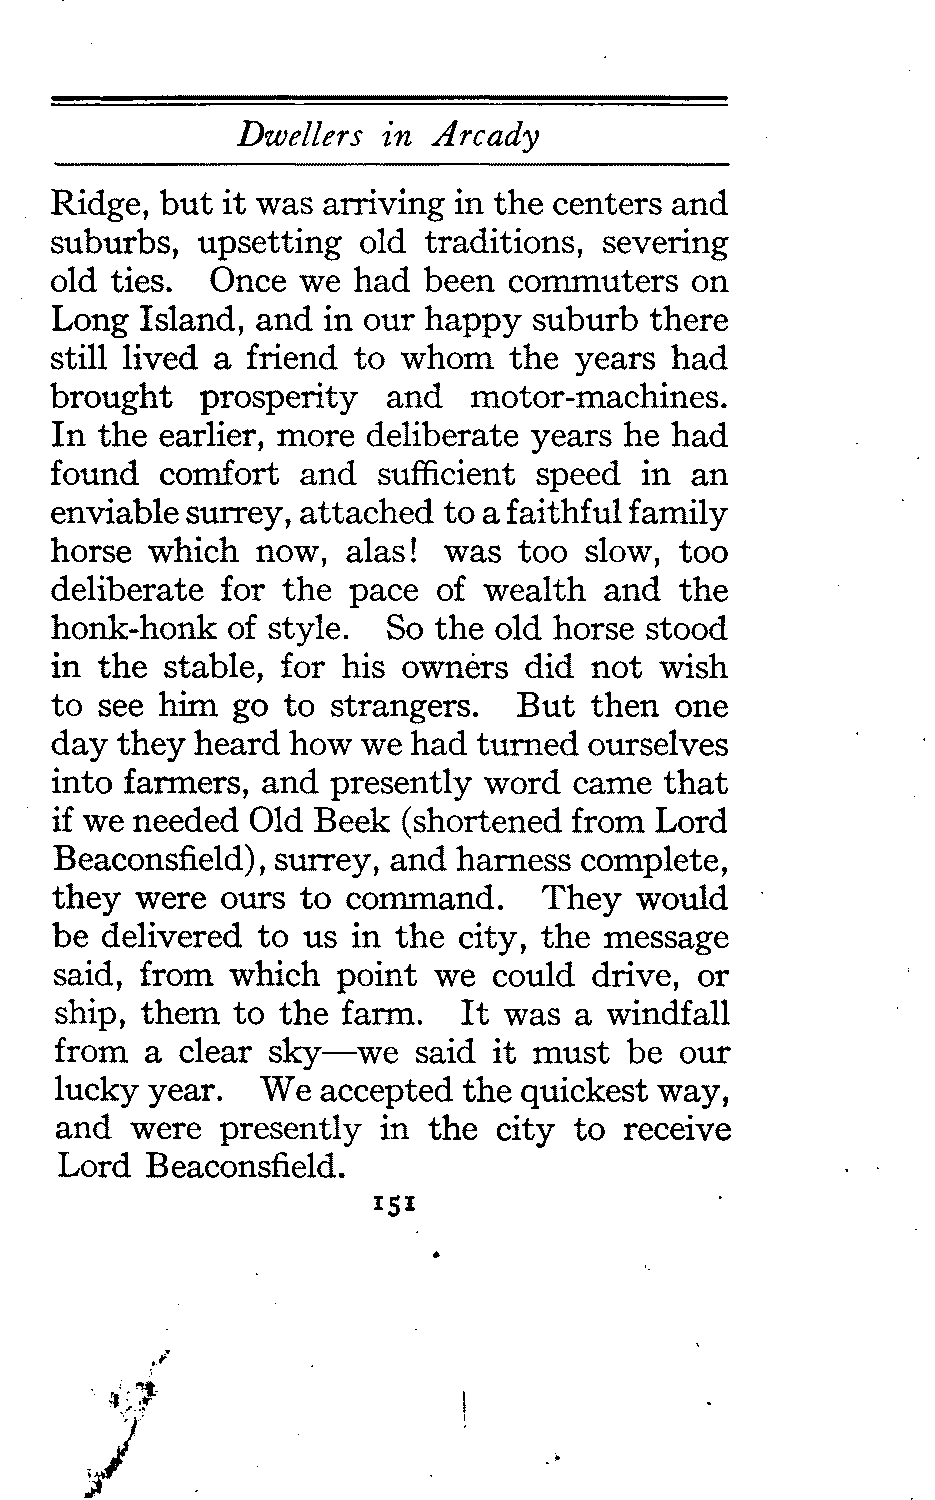 Dwellers in Arcady
Ridge, but it was arriving in the centers and
suburbs, upsetting old traditions, severing
old ties. Once we had been commuters on
Long Island, and in our happy suburb there
still lived a friend to whom the years had
brought prosperity and motor-machines.
In the earlier, more deliberate years he had
found comfort and sufficient speed in an
enviable surrey, attached to a faithful family
horse which now, alas! was too slow, too
deliberate for the pace of wealth and the
honk-honk of style. So the old horse stood
in the stable, for his owners did not wish
to see him go to strangers. But then one
day they heard how we had turned ourselves
into farmers, and presently word came that
if we needed Old Beek (shortened from Lord
Beaconsfield), surrey, and harness complete,
they were ours to command. They would
be delivered to us in the city, the message
said, from which point we could drive, or
ship, them to the farm. It was a windfall
from a clear sky—we said it must be our
lucky year. We accepted the quickest way,
and were presently in the city to receive
Lord Beaconsfield.
151